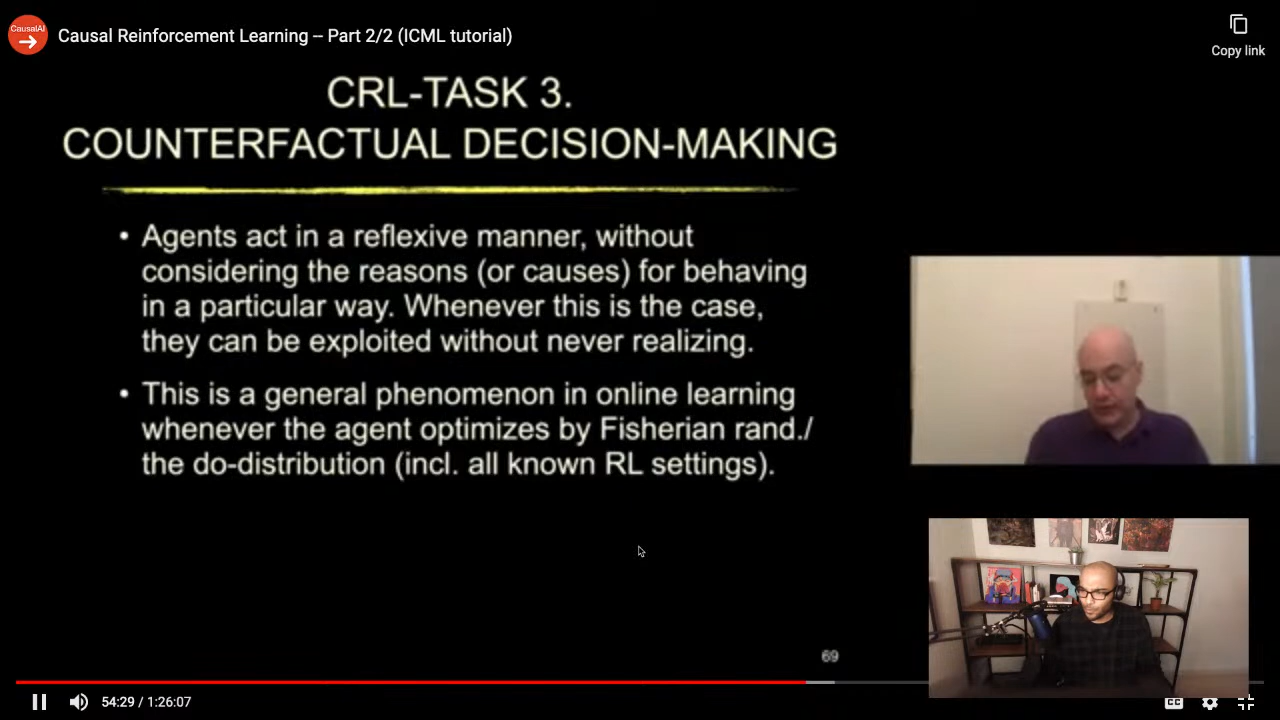 CausalAI
Causal Reinforcement Learning -- Part 2/2 (ICML tutorial)
Copy link
CRL-TASK 3.
COUNTERFACTUAL DECISION-MAKING
• Agents act in a reflexive manner, without
considering the reasons (or causes) for behaving
in a particular way. Whenever this is the case,
they can be exploited without never realizing.
• This is a general phenomenon in online learning
whenever the agent optimizes by Fisherian rand./
the do-distribution (incl. all known RL settings).
69
54:29 / 1:26:07
CC